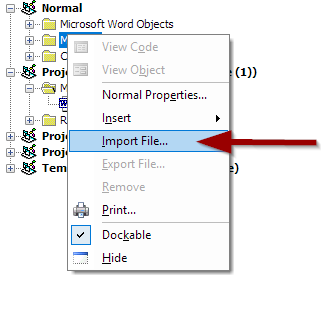 Normal
Microsoft Word Objects
M
View Code
C
View Object
Proj
e (1))
M
Normal Properties...
Insert
R
Import File...
Proj
Export File...
Proj
Remove
Tem
)
Print...
Dockable
Hide